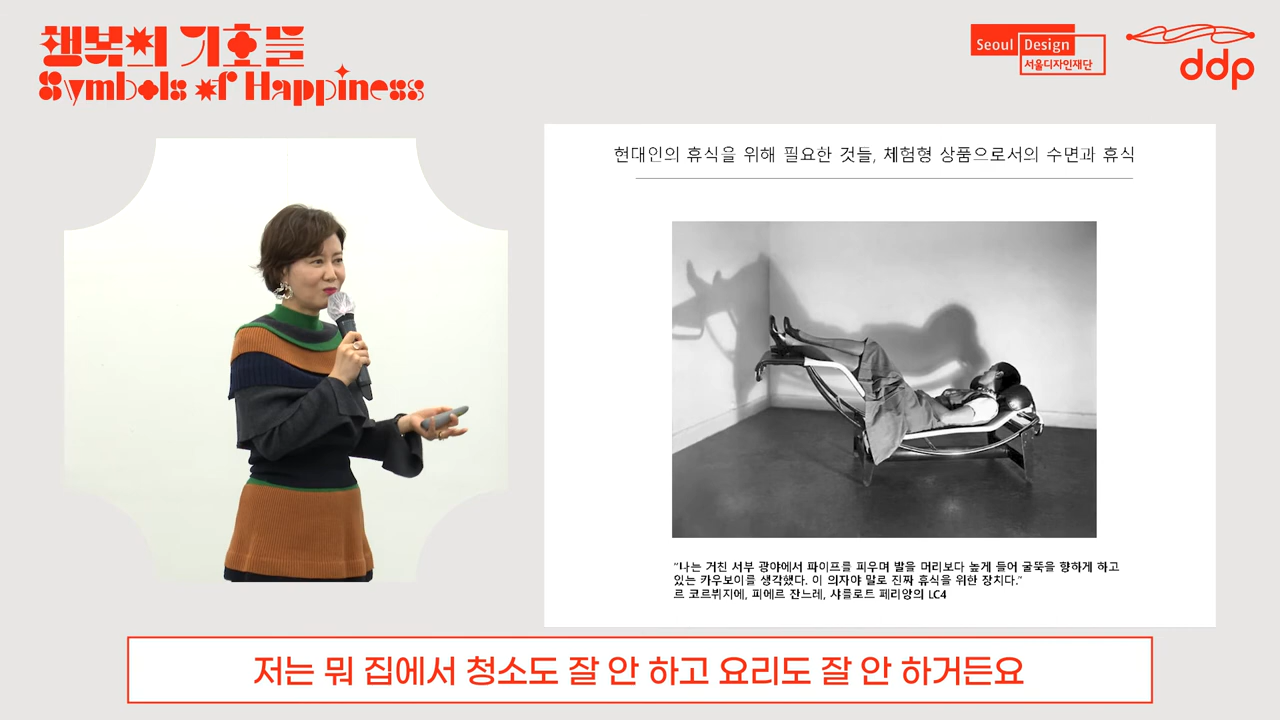 행복의 기호들
Symbols of Happiness
Seoul Design
서울디자인재단
ddp
현대인의 휴식을 위해 필요한 것들, 체험형 상품으로서의 수면과 휴식
“나는 거친 서부 광야에서 파이프를 피우며 발을 머리보다 높게 들어 굴뚝을 향하게 하고
있는 카우보이를 생각했다. 이 의자야 말로 진짜 휴식을 위한 장치다.”
르 코르뷔지에, 피에르 잔느레, 샤를로트 페리앙의 LC4
저는 뭐 집에서 청소도 잘 안 하고 요리도 잘 안 하거든요